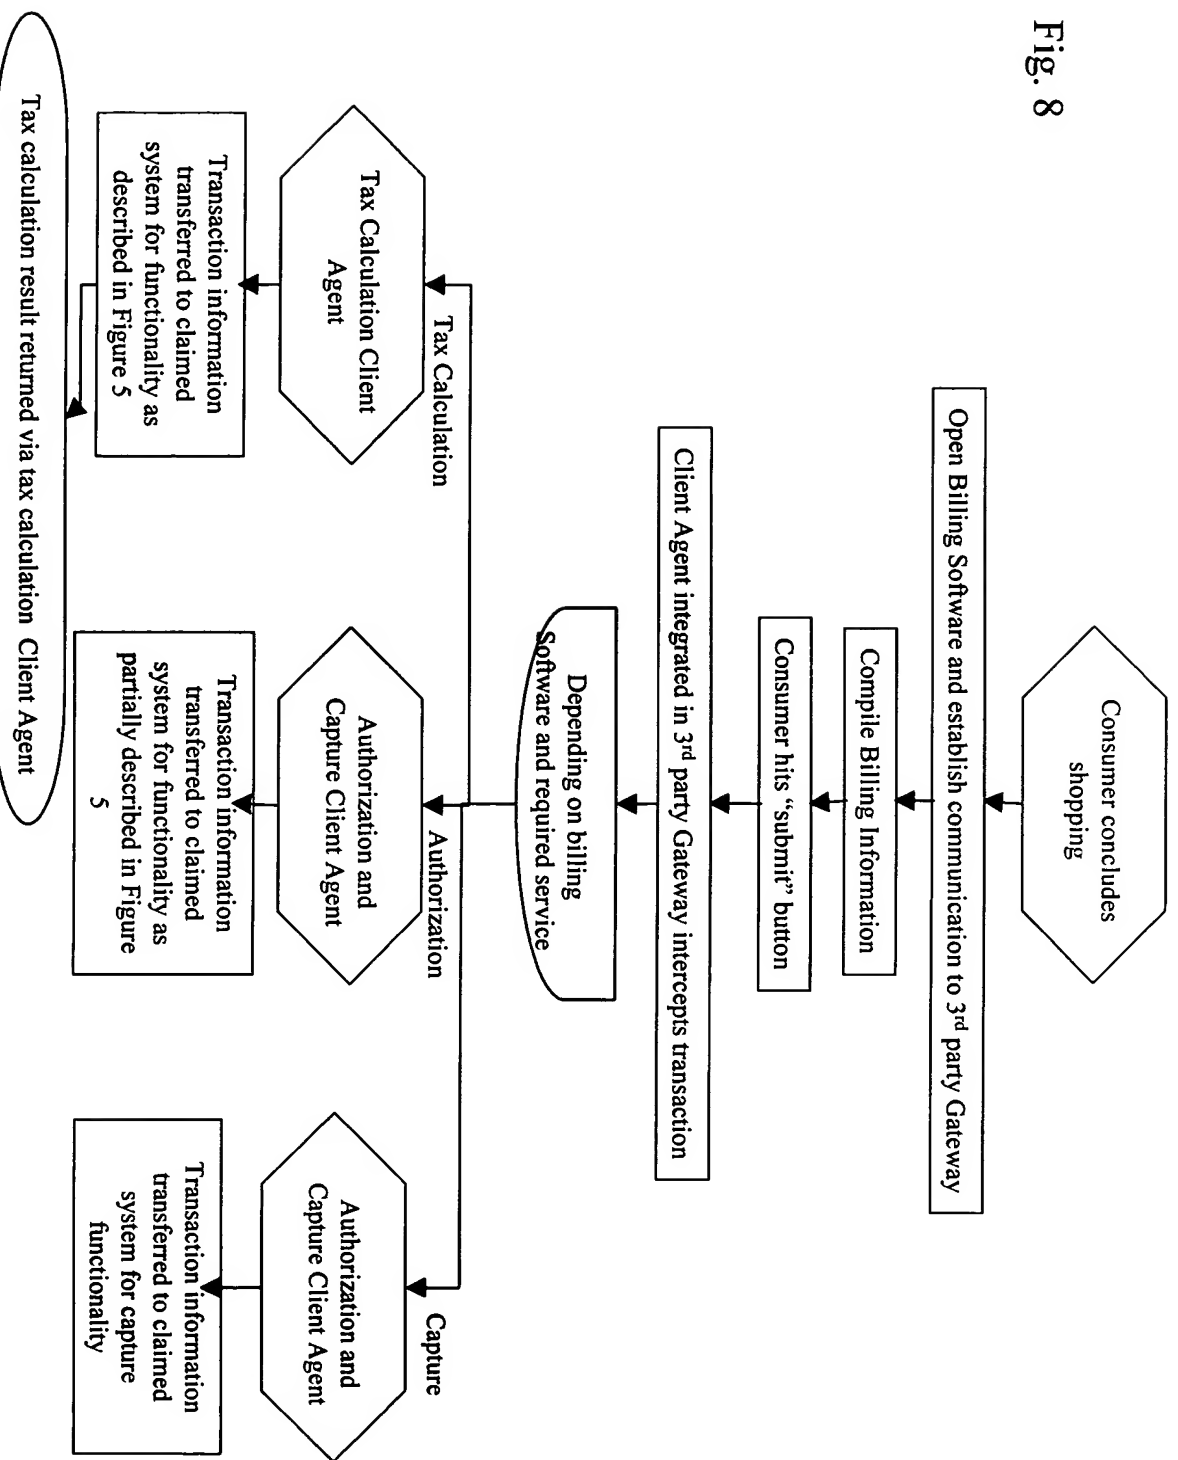 Fig. 8
Consumer concludes
shopping
Open Billing Software and establish communication to 3rd party Gateway
Compile Billing Information
Consumer hits “submit” button
Client Agent integrated in 3rd party Gateway intercepts transaction
Depending on billing
Software and required service
Tax Calculation
Authorization
Capture
Tax Calculation Client
Agent
Authorization and
Capture Client Agent
Authorization and
Capture Client Agent
Transaction information
transferred to claimed
system for functionality as
described in Figure 5
Transaction information
transferred to claimed
system for functionality as
partially described in Figure
5
Transaction information
transferred to claimed
system for capture
functionality
Tax calculation result returned via tax calculation Client Agent